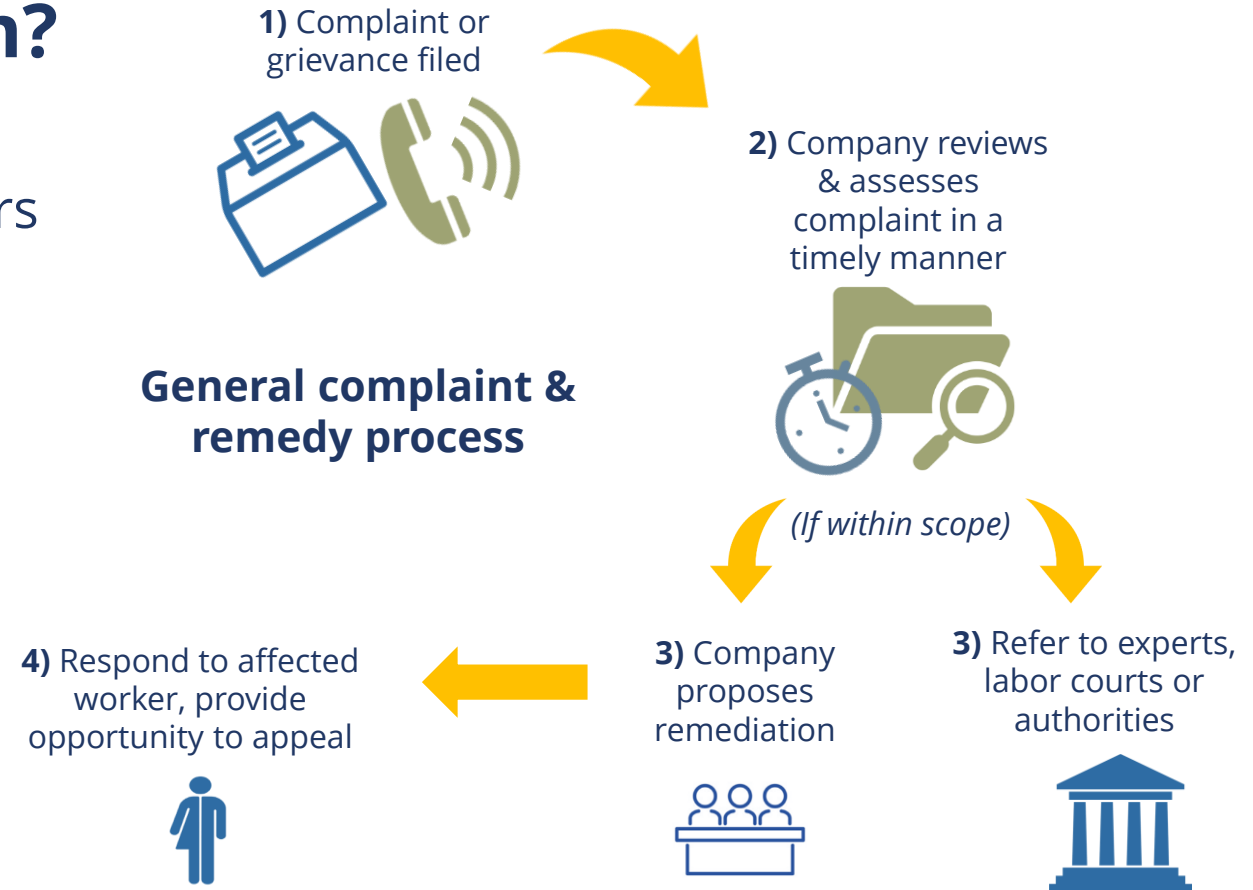 1) Complaint or
grievance filed
2) Company reviews
& assesses
complaint in a
timely manner
General complaint &
remedy process
(If within scope)
3) Company
proposes
remediation
3) Refer to experts,
labor courts or
authorities
4) Respond to affected
worker, provide
opportunity to appeal